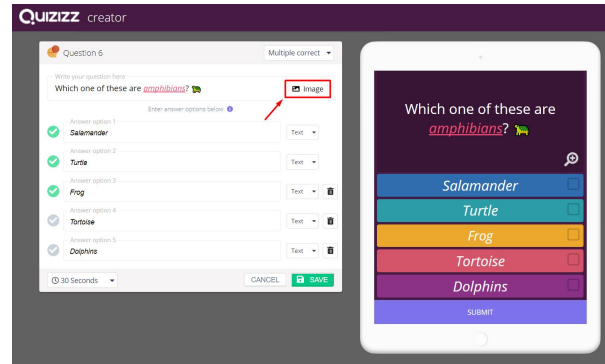 QUIZIZZ creator
Question 6
Multiple correct
Write your question here
Which one of these are amphibians? 🐢
Image
Enter answer options below
Answer option 1
Salamander
Text
Answer option 2
Turtle
Text
Answer option 3
Frog
Text
Answer option 4
Tortoise
Text
Answer option 5
Dolphins
Text
30 Seconds
CANCEL
SAVE
Which one of these are
amphibians? 🐢
Salamander
Turtle
Frog
Tortoise
Dolphins
SUBMIT